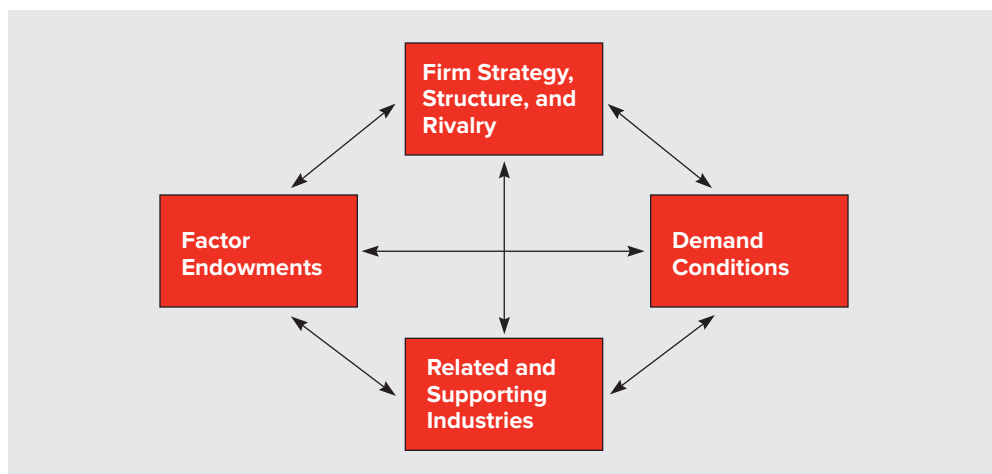 Firm Strategy,
Structure, and
Rivalry
Factor
Endowments
Demand
Conditions
Related and
Supporting
Industries